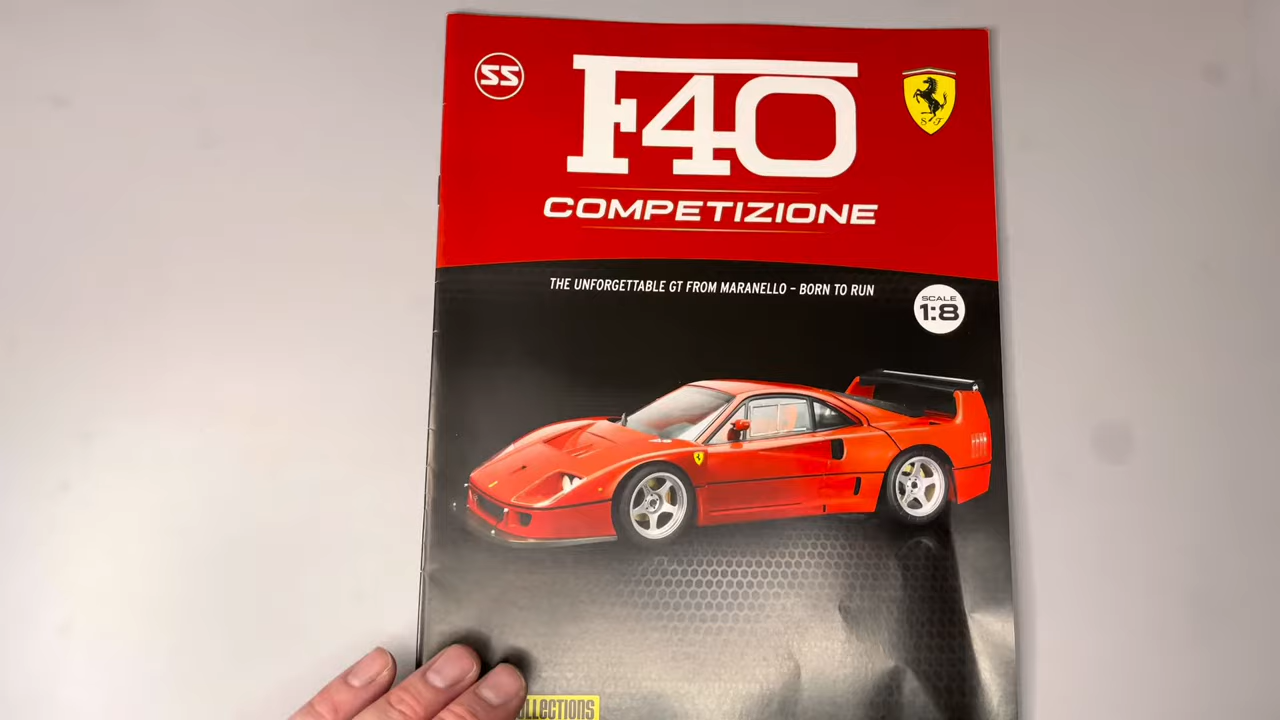 55
F40
S F
COMPETIZIONE
THE UNFORGETTABLE GT FROM MARANELLO – BORN TO RUN
SCALE
1:8